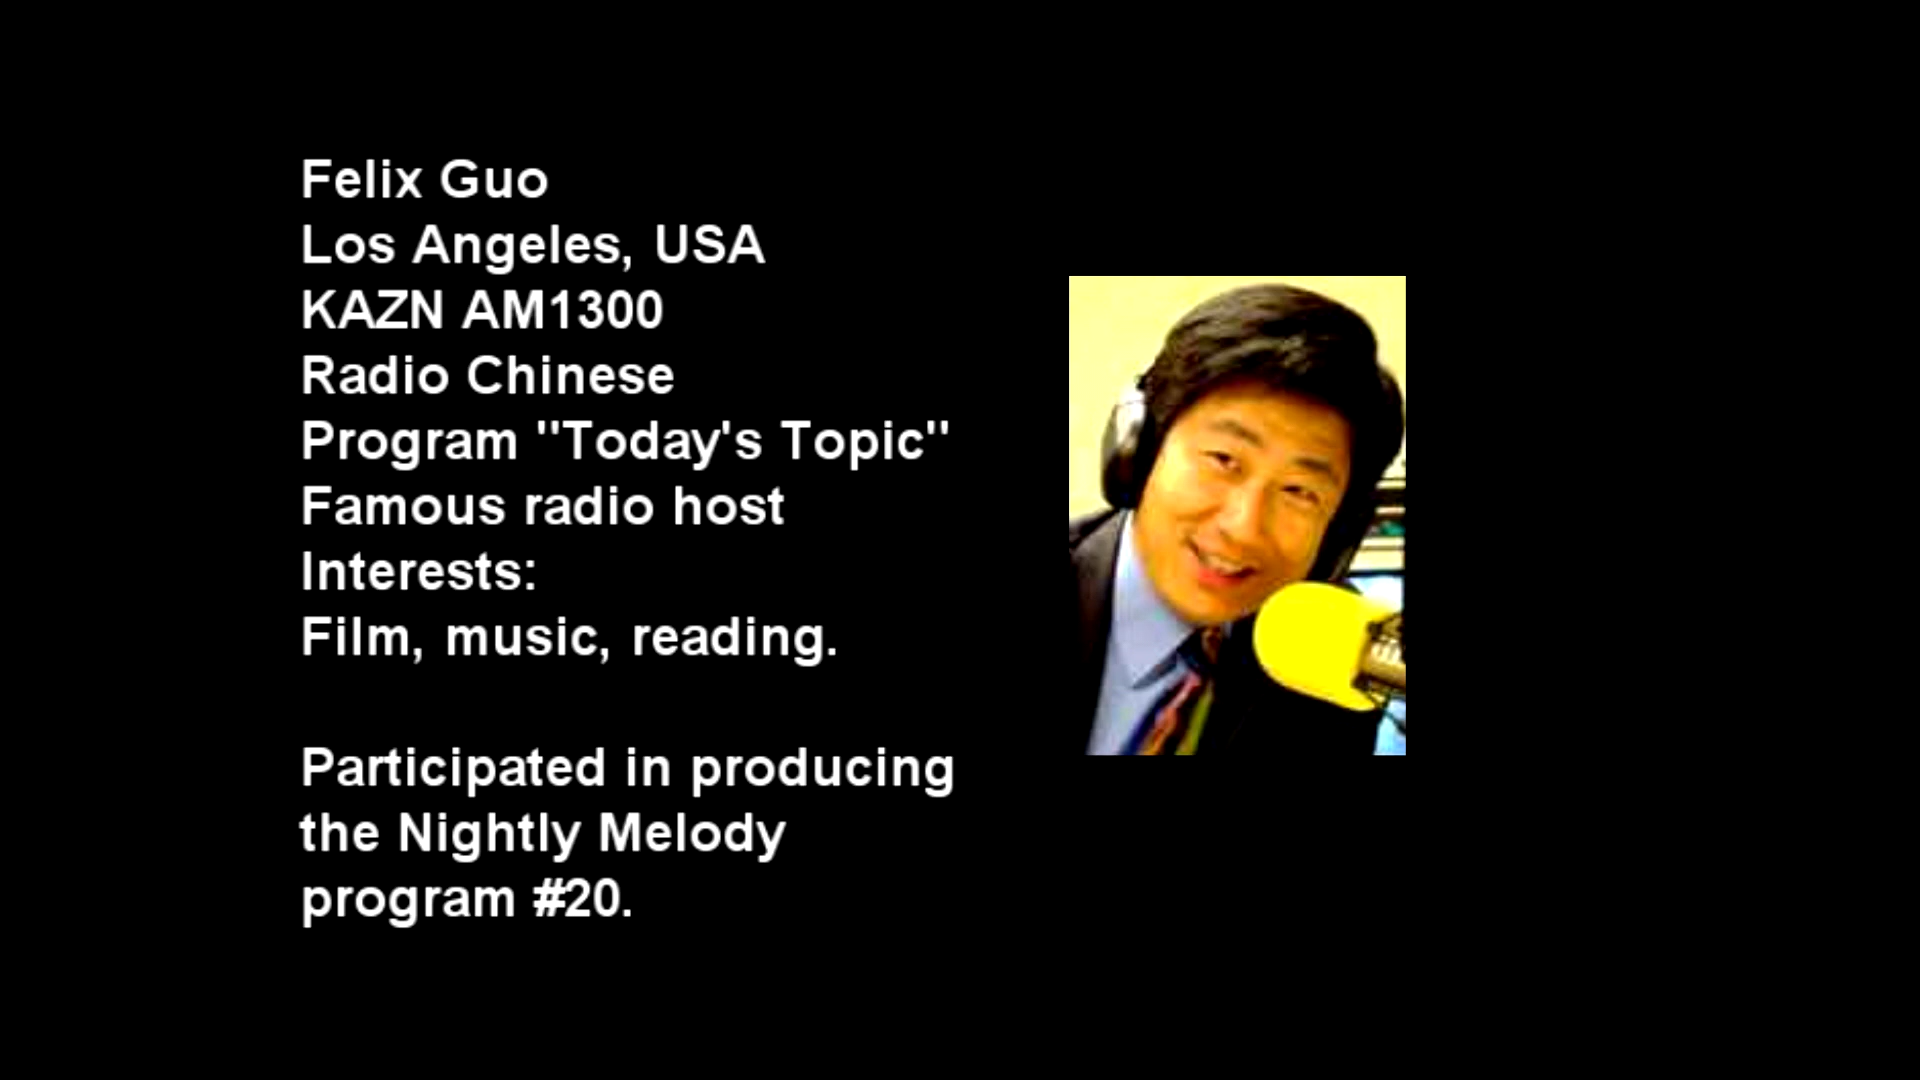 Felix Guo
Los Angeles, USA
KAZN AM1300
Radio Chinese
Program "Today's Topic"
Famous radio host
Interests:
Film, music, reading.
Participated in producing
the Nightly Melody
program #20.